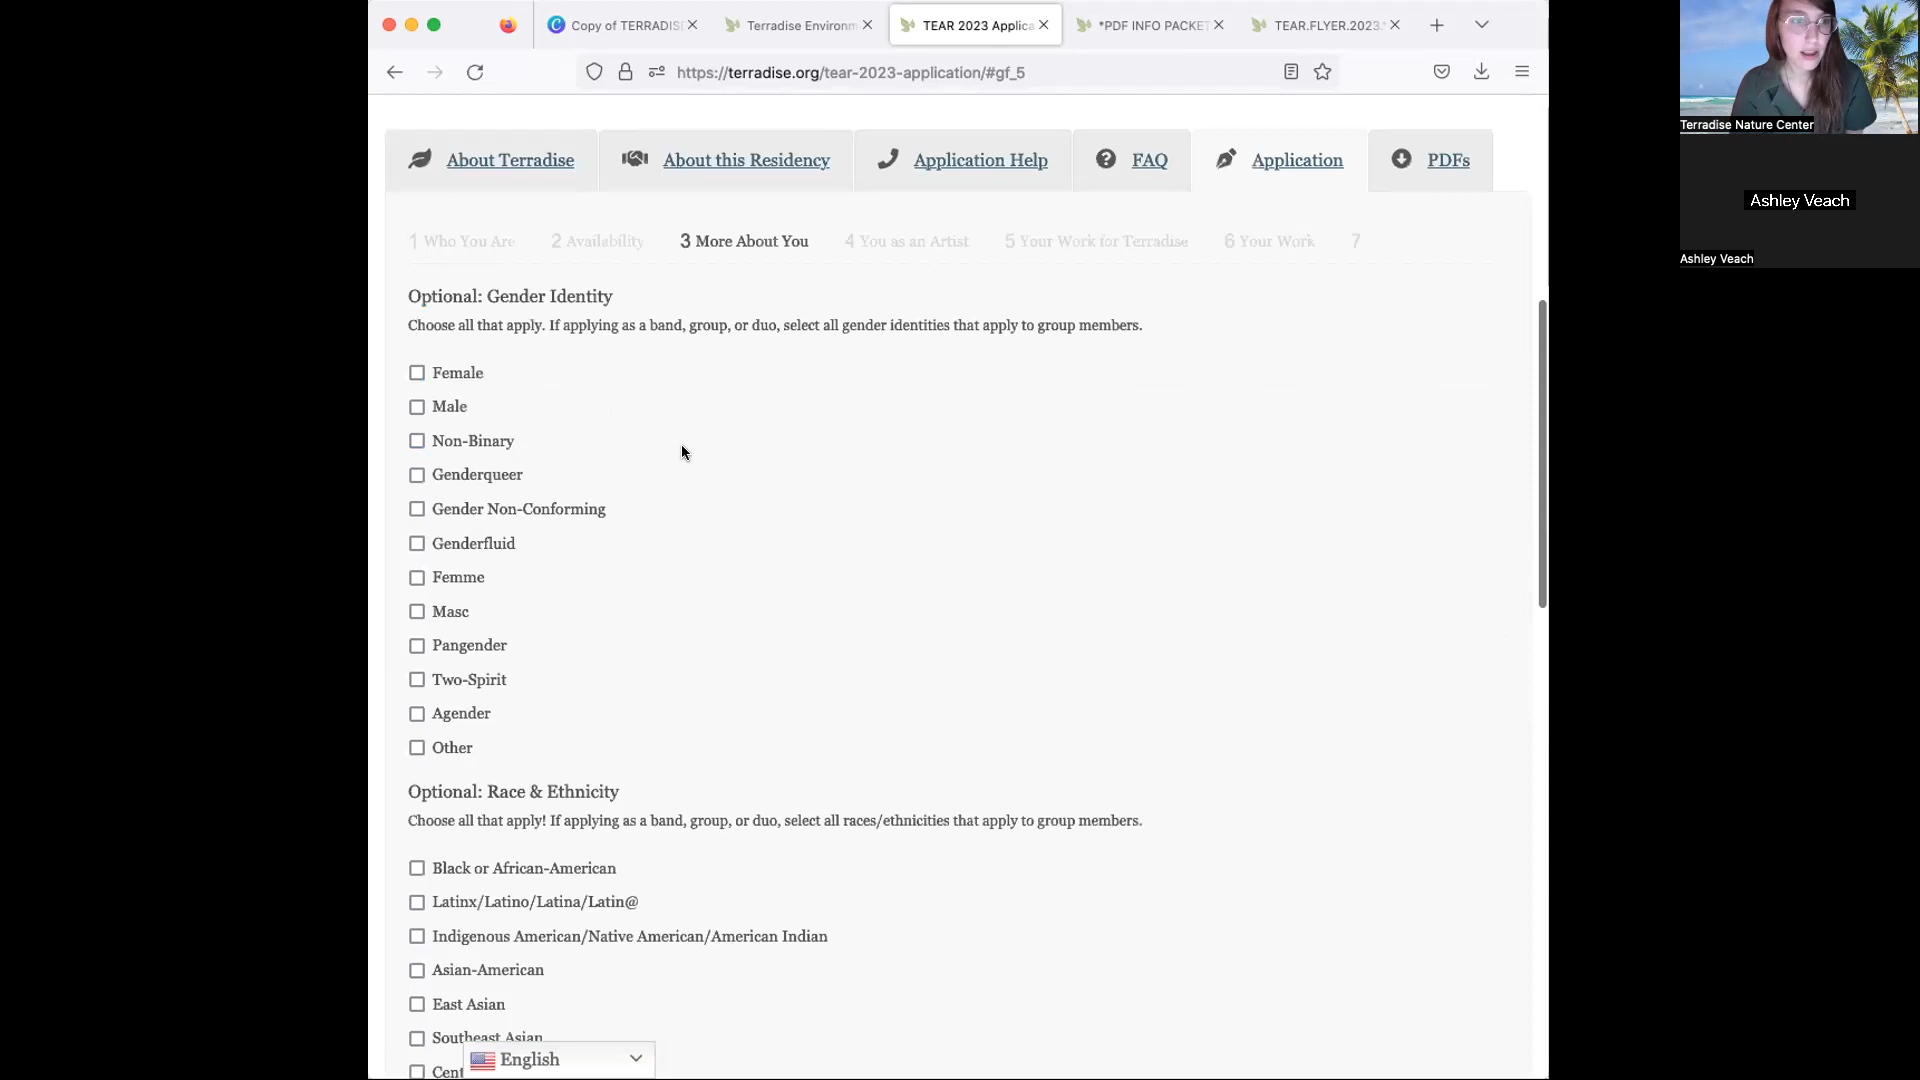 Copy of TERRADISE
Terradise Environm
TEAR 2023 Applica
*PDF INFO PACKET
TEAR.FLYER.2023.*
https://terradise.org/tear-2023-application/#gf_5
Terradise Nature Center
Ashley Veach
Ashley Veach
About Terradise
About this Residency
Application Help
FAQ
Application
PDFs
1 Who You Are
2 Availability
3 More About You
4 You as an Artist
5 Your Work for Terradise
6 Your Work
7
Optional: Gender Identity
Choose all that apply. If applying as a band, group, or duo, select all gender identities that apply to group members.
Female
Male
Non-Binary
Genderqueer
Gender Non-Conforming
Genderfluid
Femme
Masc
Pangender
Two-Spirit
Agender
Other
Optional: Race & Ethnicity
Choose all that apply! If applying as a band, group, or duo, select all races/ethnicities that apply to group members.
Black or African-American
Latinx/Latino/Latina/Latin@
Indigenous American/Native American/American Indian
Asian-American
East Asian
Southeast Asian
Cent
English